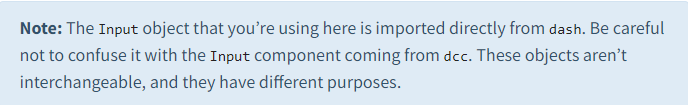 Note: The Input object that you’re using here is imported directly from dash. Be careful
not to confuse it with the Input component coming from dcc. These objects aren’t
interchangeable, and they have different purposes.